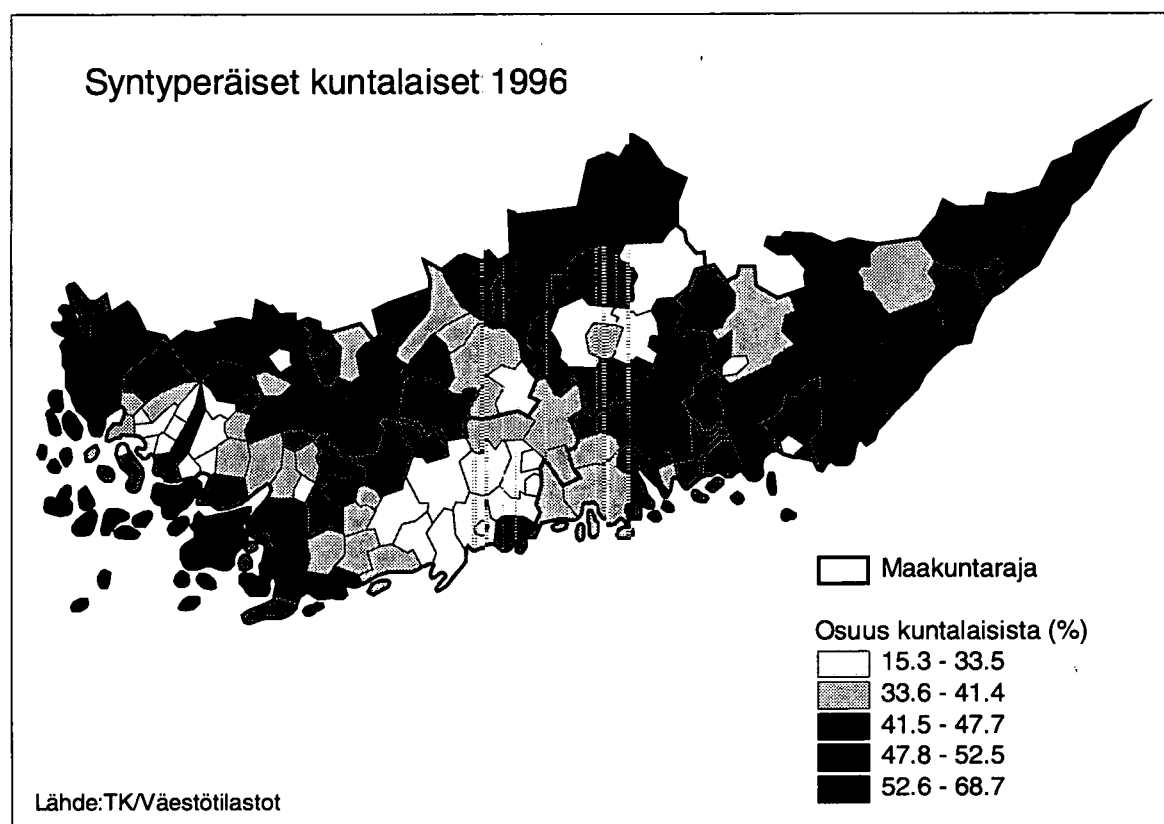 Syntyperäiset kuntalaiset 1996
Maakuntaraja
Osuus kuntalaisista (%)
15.3 - 33.5
33.6 - 41.4
41.5 - 47.7
47.8 - 52.5
52.6 - 68.7
Lähde:TK/Väestötilastot